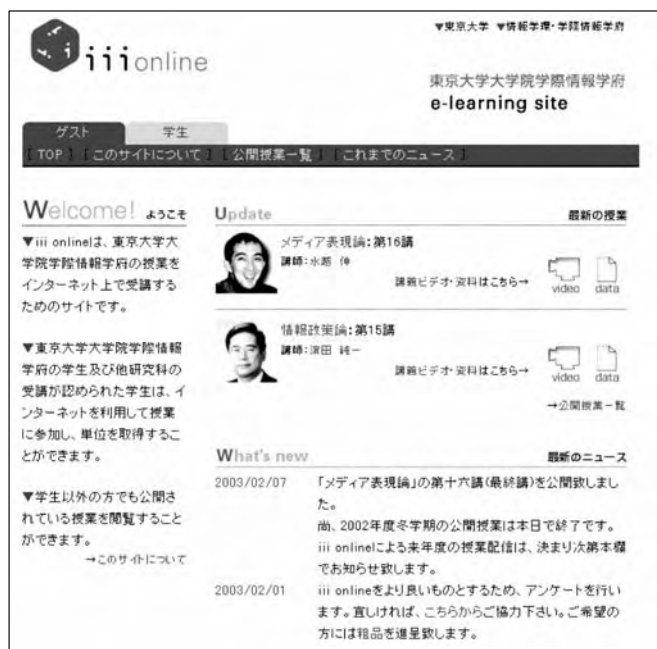 ▼東京大学 ▼情報学環・学際情報学府
iiionline
東京大学大学院学際情報学府
e-learning site
ゲスト
学生
[ TOP ] [ このサイトについて ] [ 公開授業一覧 ] [ これまでのニュース ]
Welcome! ようこそ
▼iii onlineは、東京大学大
学院学際情報学府の授業を
インターネット上で受講する
ためのサイトです。
▼東京大学大学院学際情報
学府の学生及び他研究科の
受講が認められた学生は、イ
ンターネットを利用して授業
に参加し、単位を取得するこ
とができます。
▼学生以外の方でも公開さ
れている授業を閲覧すること
ができます。
→このサイトについて
Update 最新の授業
メディア表現論:第16講
講師:水越 伸
講義ビデオ・資料はこちら→
video data
情報政策論:第15講
講師:濱田 純一
講義ビデオ・資料はこちら→
video data
→公開授業一覧
What's new 最新のニュース
2003/02/07 「メディア表現論」の第十六講(最終講)を公開致しまし
た。
尚、2002年度冬学期の公開授業は本日で終了です。
iii onlineによる来年度の授業配信は、決まり次第本欄
でお知らせ致します。
2003/02/01 iii onlineをより良いものとするため、アンケートを行い
ます。宜しければ、こちらからご協力下さい。ご希望の
方には粗品を進呈致します。